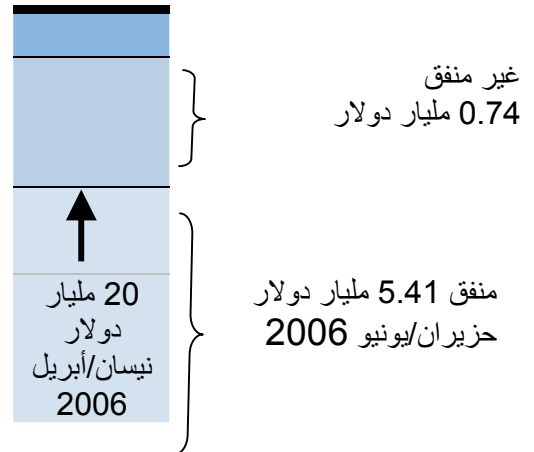 غير منفق
0.74 مليار دولار
20 مليار
دولار
نيسان/أبريل
2006
منفق 5.41 مليار دولار
حزيران/يونيو 2006